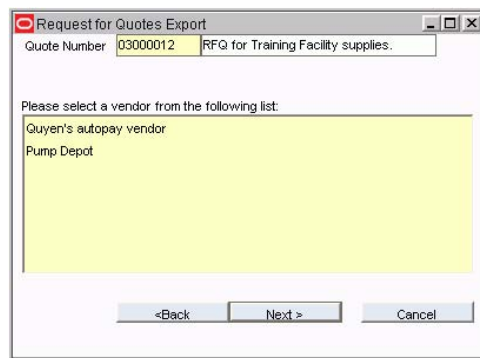 Request for Quotes Export
Quote Number 03000012 RFQ for Training Facility supplies.
Please select a vendor from the following list:
Quyen's autopay vendor
Pump Depot
<Back Next > Cancel